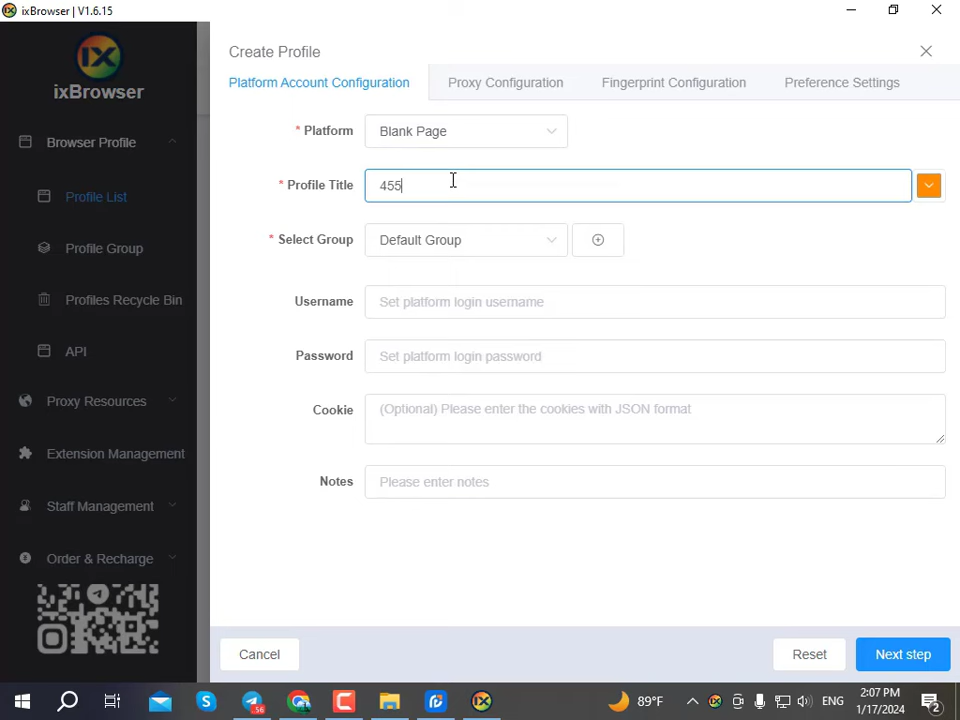 ixBrowser | V1.6.15
ixBrowser
Browser Profile
Profile List
Profile Group
Profiles Recycle Bin
API
Proxy Resources
Extension Management
Staff Management
Order & Recharge
Create Profile
Platform Account Configuration
Proxy Configuration
Fingerprint Configuration
Preference Settings
* Platform
Blank Page
* Profile Title
455
* Select Group
Default Group
Username
Set platform login username
Password
Set platform login password
Cookie
(Optional) Please enter the cookies with JSON format
Notes
Please enter notes
Cancel
Reset
Next step
56
89°F
ENG
2:07 PM
1/17/2024
2